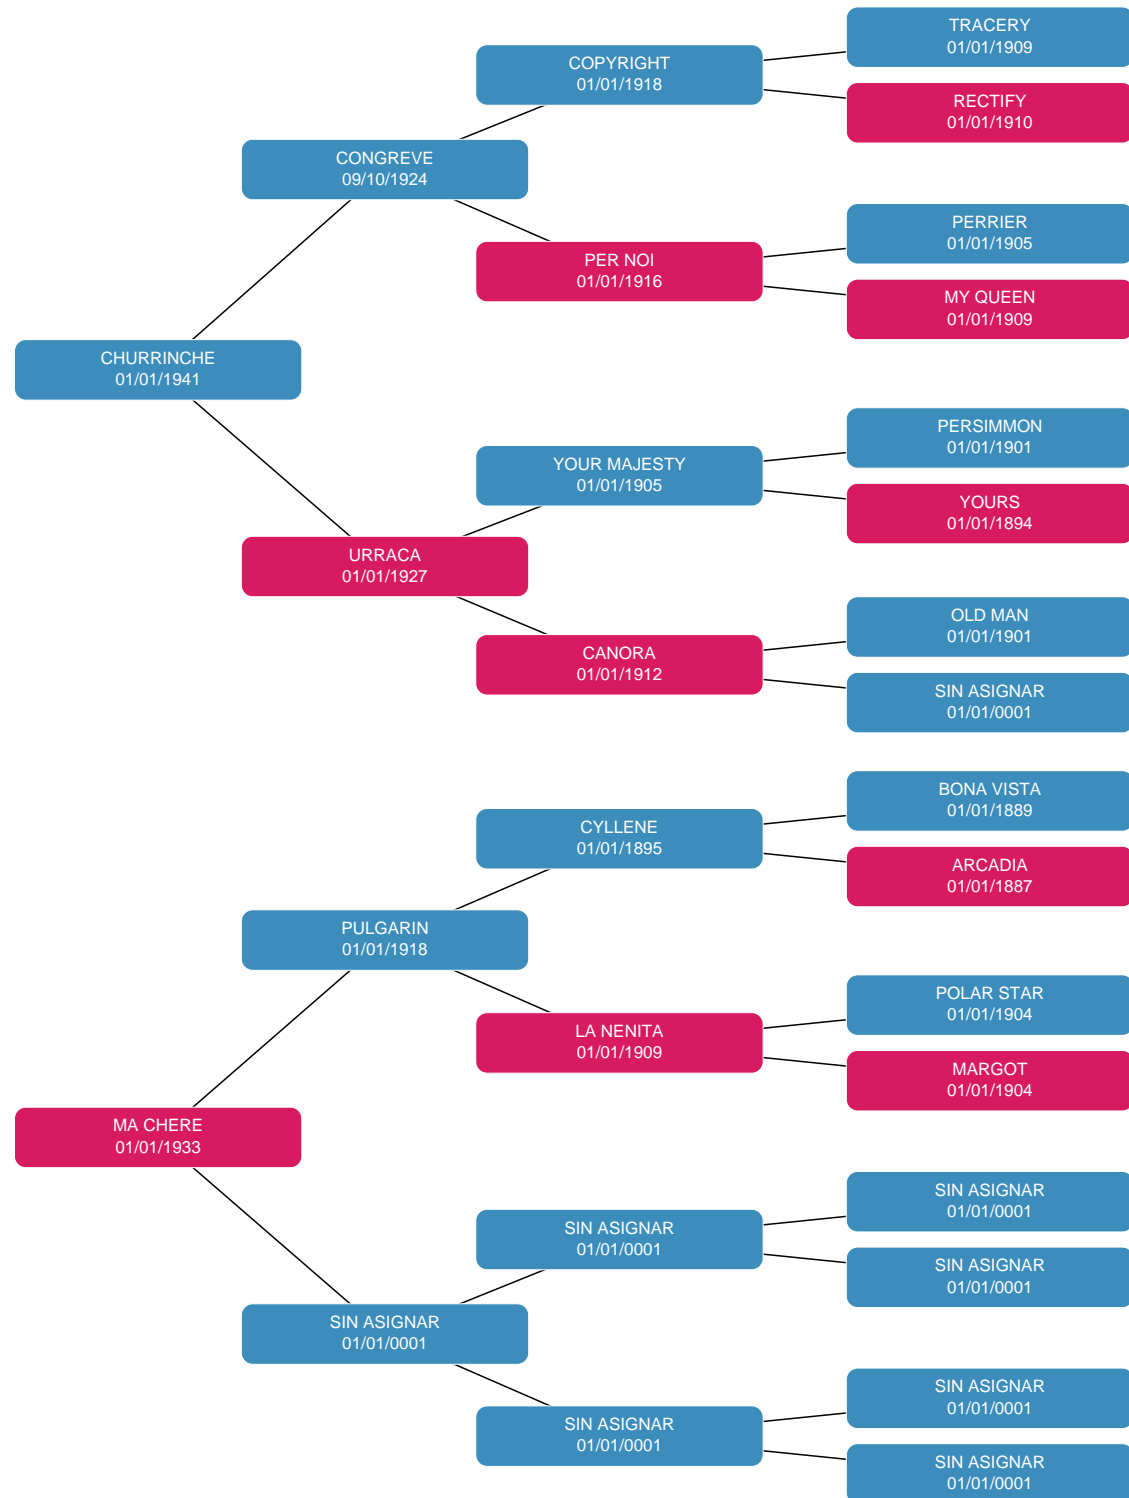 TRACERY
01/01/1909
COPYRIGHT
01/01/1918
RECTIFY
01/01/1910
CONGREVE
09/10/1924
PERRIER
01/01/1905
PER NOI
01/01/1916
MY QUEEN
01/01/1909
CHURRINCHE
01/01/1941
PERSIMMON
01/01/1901
YOUR MAJESTY
01/01/1905
YOURS
01/01/1894
URRACA
01/01/1927
OLD MAN
01/01/1901
CANORA
01/01/1912
SIN ASIGNAR
01/01/0001
BONA VISTA
01/01/1889
CYLLENE
01/01/1895
ARCADIA
01/01/1887
PULGARIN
01/01/1918
POLAR STAR
01/01/1904
LA NENITA
01/01/1909
MARGOT
01/01/1904
MA CHERE
01/01/1933
SIN ASIGNAR
01/01/0001
SIN ASIGNAR
01/01/0001
SIN ASIGNAR
01/01/0001
SIN ASIGNAR
01/01/0001
SIN ASIGNAR
01/01/0001
SIN ASIGNAR
01/01/0001
SIN ASIGNAR
01/01/0001